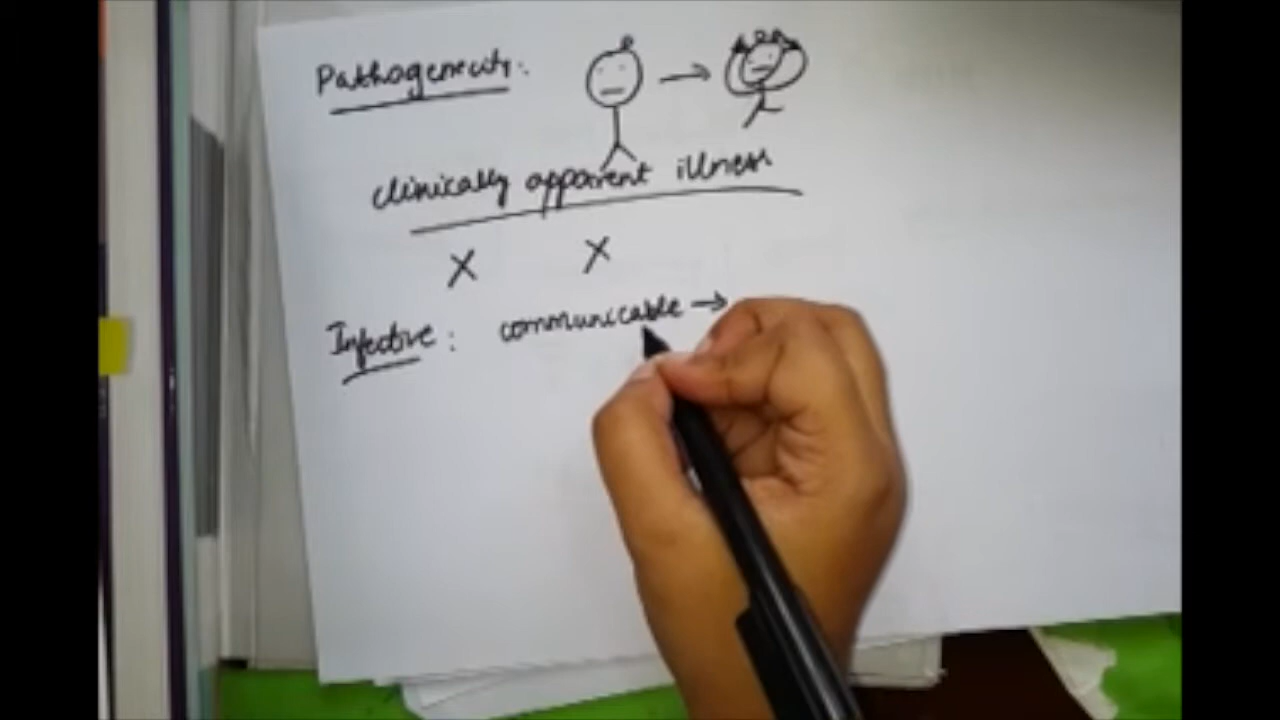 Pathogenecity:
clinically apparent illness
X X
Infective : communicable →